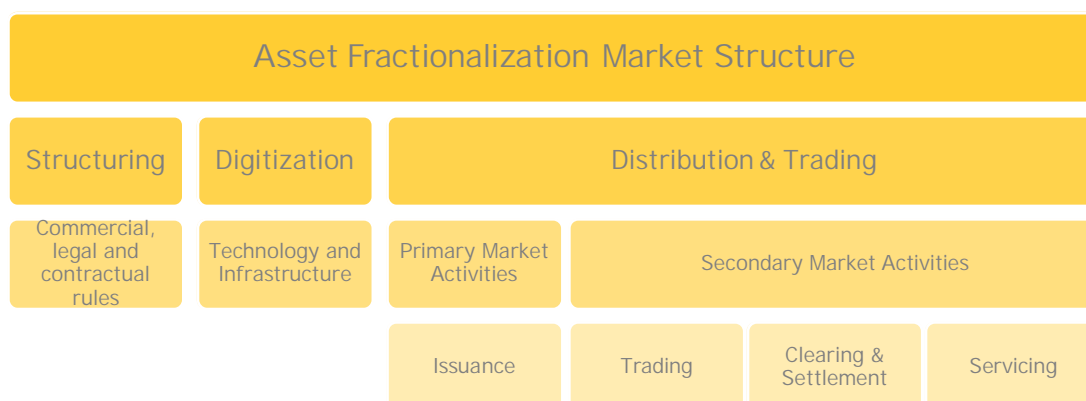 Asset Fractionalization Market Structure
Structuring
Digitization
Distribution & Trading
Commercial,
legal and
contractual
rules
Technology and
Infrastructure
Primary Market
Activities
Secondary Market Activities
Issuance
Trading
Clearing &
Settlement
Servicing